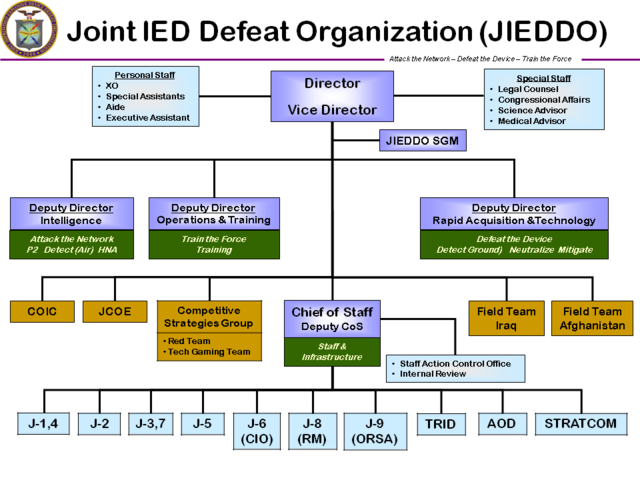 Joint IED Defeat Organization (JIEDDO)
Attack the Network – Defeat the Device – Train the Force
Personal Staff
• XO
• Special Assistants
• Aide
• Executive Assistant
Director
Vice Director
Special Staff
• Legal Counsel
• Congressional Affairs
• Science Advisor
• Medical Advisor
JIEDDO SGM
Deputy Director
Intelligence
Attack the Network
P2 Detect (Air) HNA
Deputy Director
Operations & Training
Train the Force
Training
Deputy Director
Rapid Acquisition &Technology
Defeat the Device
Detect Ground) Neutralize Mitigate
COIC
JCOE
Competitive
Strategies Group
• Red Team
• Tech Gaming Team
Chief of Staff
Deputy CoS
Staff &
Infrastructure
Field Team
Iraq
Field Team
Afghanistan
• Staff Action Control Office
• Internal Review
J-1,4
J-2
J-3,7
J-5
J-6
(CIO)
J-8
(RM)
J-9
(ORSA)
TRID
AOD
STRATCOM